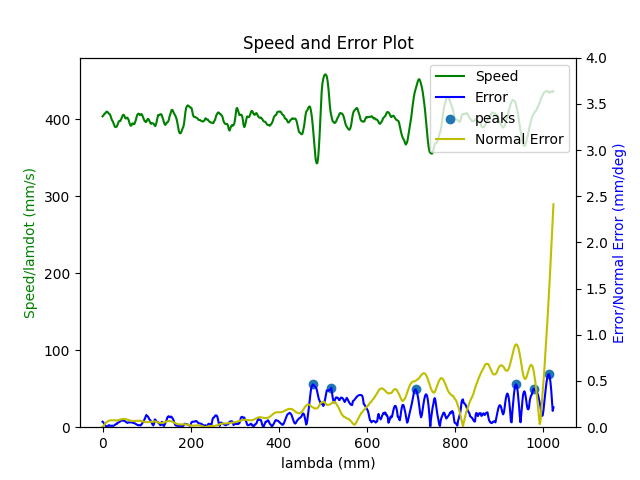 Speed and Error Plot
Speed
Error
peaks
Normal Error
Speed/lamdot (mm/s)
400
300
200
100
0
4.0
3.5
3.0
2.5
2.0
1.5
1.0
0.5
0.0
Error/Normal Error (mm/deg)
0 200 400 600 800 1000
lambda (mm)